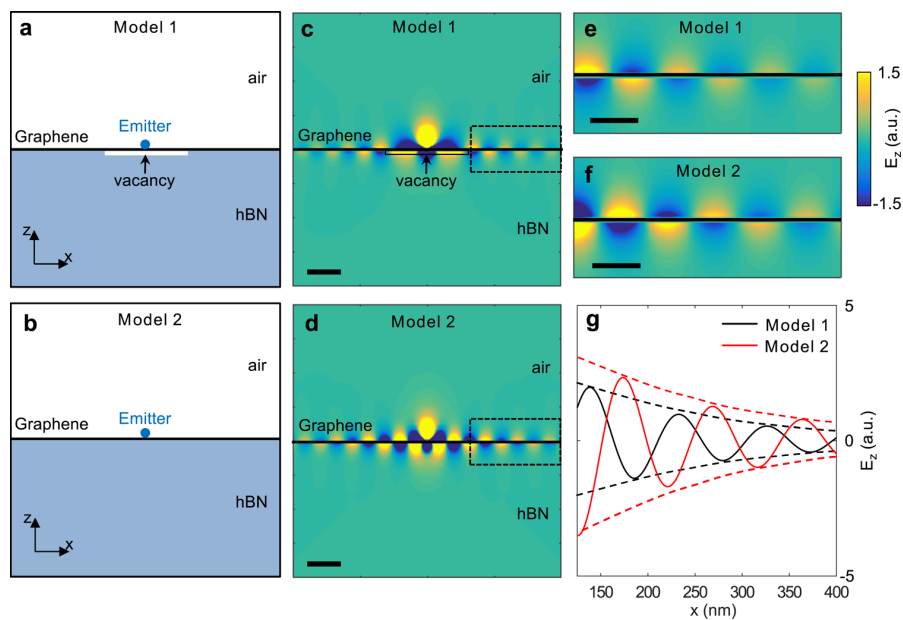 a
Model 1
air
Graphene
Emitter
vacancy
hBN
z
x
b
Model 2
air
Graphene
Emitter
hBN
z
x
c
Model 1
air
Graphene
vacancy
hBN
d
Model 2
air
Graphene
hBN
e
Model 1
f
Model 2
1.5
-1.5
E_z (a.u.)
g
Model 1
Model 2
5
0
-5
E_z (a.u.)
150 200 250 300 350 400
x (nm)